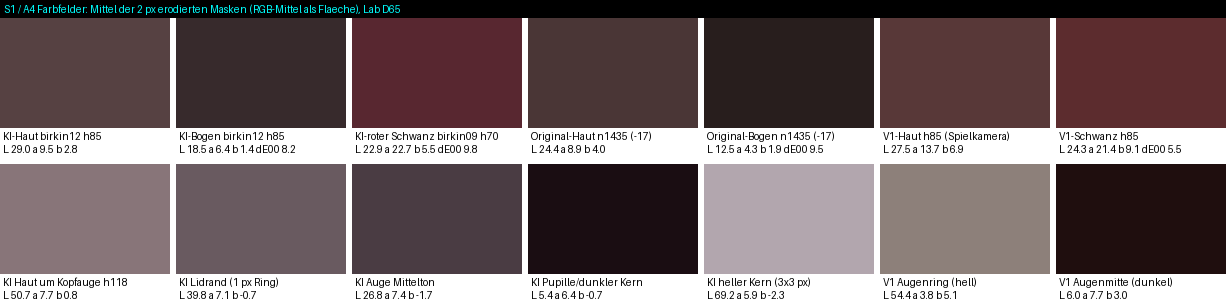 S1 / A4 Farbfelder: Mittel der 2 px erodierten Masken (RGB-Mittel als Flaeche), Lab D65
KI-Haut birkin12 h85
L 29.0 a 9.5 b 2.8
KI-Bogen birkin12 h85
L 18.5 a 6.4 b 1.4 dE00 8.2
KI-roter Schwanz birkin09 h70
L 22.9 a 22.7 b 5.5 dE00 9.8
Original-Haut n1435 (-17)
L 24.4 a 8.9 b 4.0
Original-Bogen n1435 (-17)
L 12.5 a 4.3 b 1.9 dE00 9.5
V1-Haut h85 (Spielkamera)
L 27.5 a 13.7 b 6.9
V1-Schwanz h85
L 24.3 a 21.4 b 9.1 dE00 5.5
KI Haut um Kopfauge h118
L 50.7 a 7.7 b 0.8
KI Lidrand (1 px Ring)
L 39.8 a 7.1 b -0.7
KI Auge Mittelton
L 26.8 a 7.4 b -1.7
KI Pupille/dunkler Kern
L 5.4 a 6.4 b -0.7
KI heller Kern (3x3 px)
L 69.2 a 5.9 b -2.3
V1 Augenring (hell)
L 54.4 a 3.8 b 5.1
V1 Augenmitte (dunkel)
L 6.0 a 7.7 b 3.0